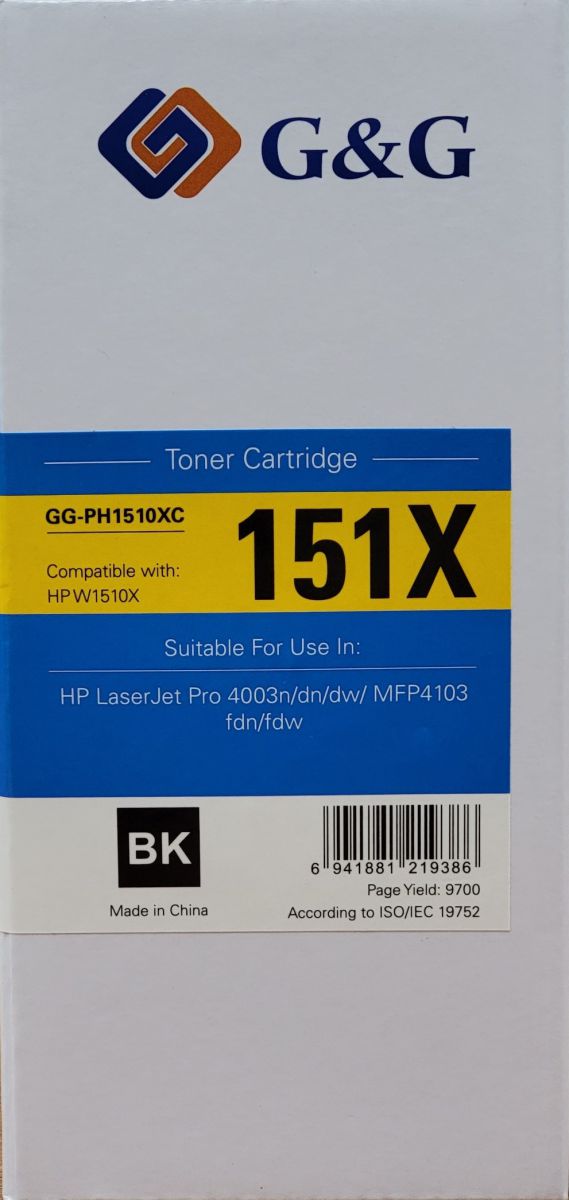 G&G
Toner Cartridge
GG-PH1510XC
151X
Compatible with:
HP W1510X
Suitable For Use In:
HP LaserJet Pro 4003n/dn/dw/ MFP4103
fdn/fdw
BK
6 941881 219386
Page Yield: 9700
Made in China
According to ISO/IEC 19752